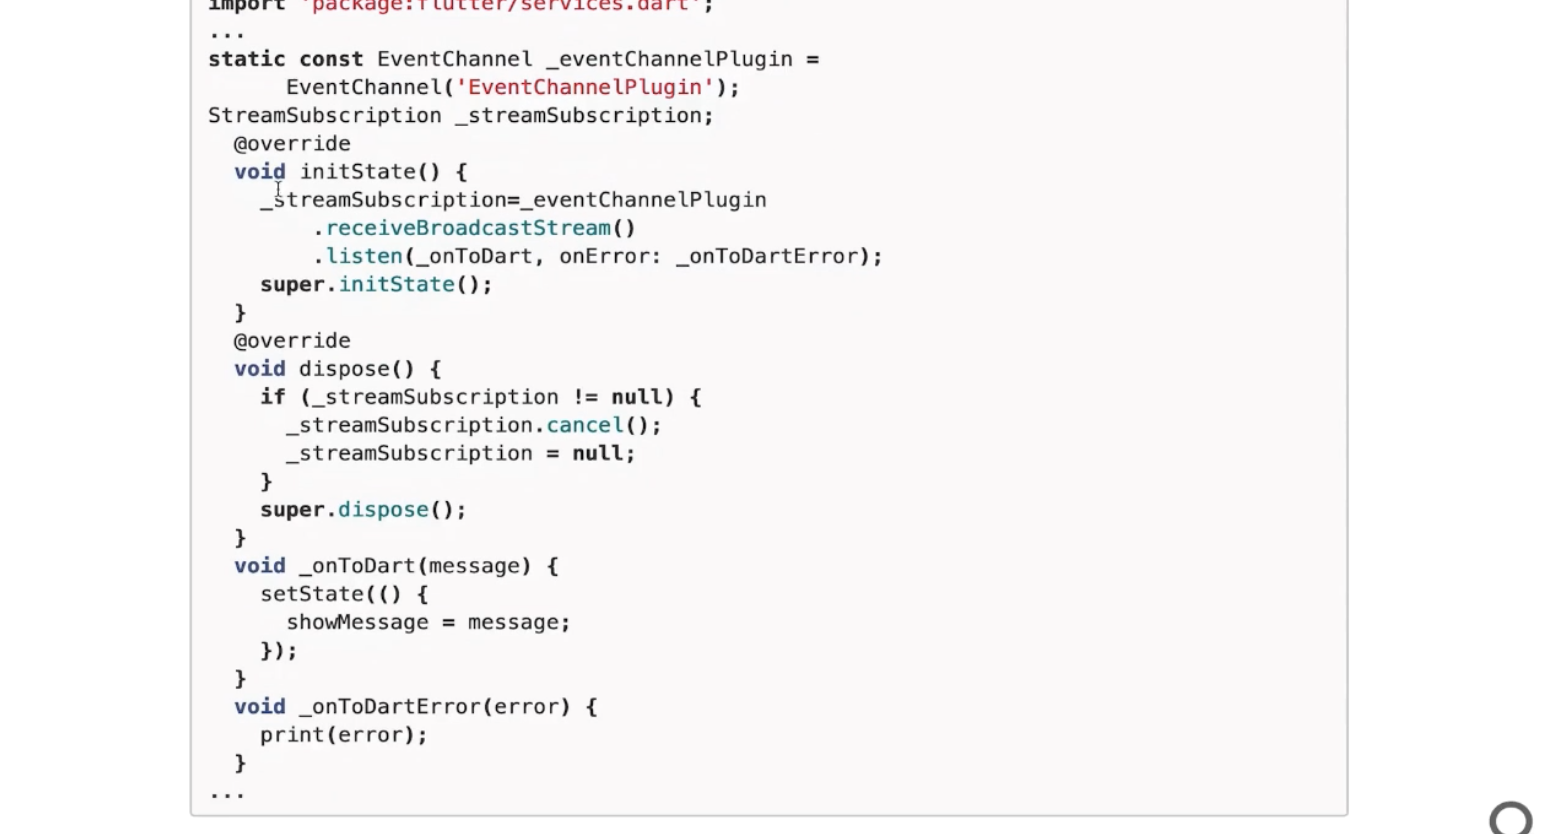 import 'package:flutter/services.dart';
...
static const EventChannel _eventChannelPlugin =
      EventChannel('EventChannelPlugin');
StreamSubscription _streamSubscription;
  @override
  void initState() {
    _streamSubscription=_eventChannelPlugin
        .receiveBroadcastStream()
        .listen(_onToDart, onError: _onToDartError);
    super.initState();
  }
  @override
  void dispose() {
    if (_streamSubscription != null) {
      _streamSubscription.cancel();
      _streamSubscription = null;
    }
    super.dispose();
  }
  void _onToDart(message) {
    setState(() {
      showMessage = message;
    });
  }
  void _onToDartError(error) {
    print(error);
  }
...